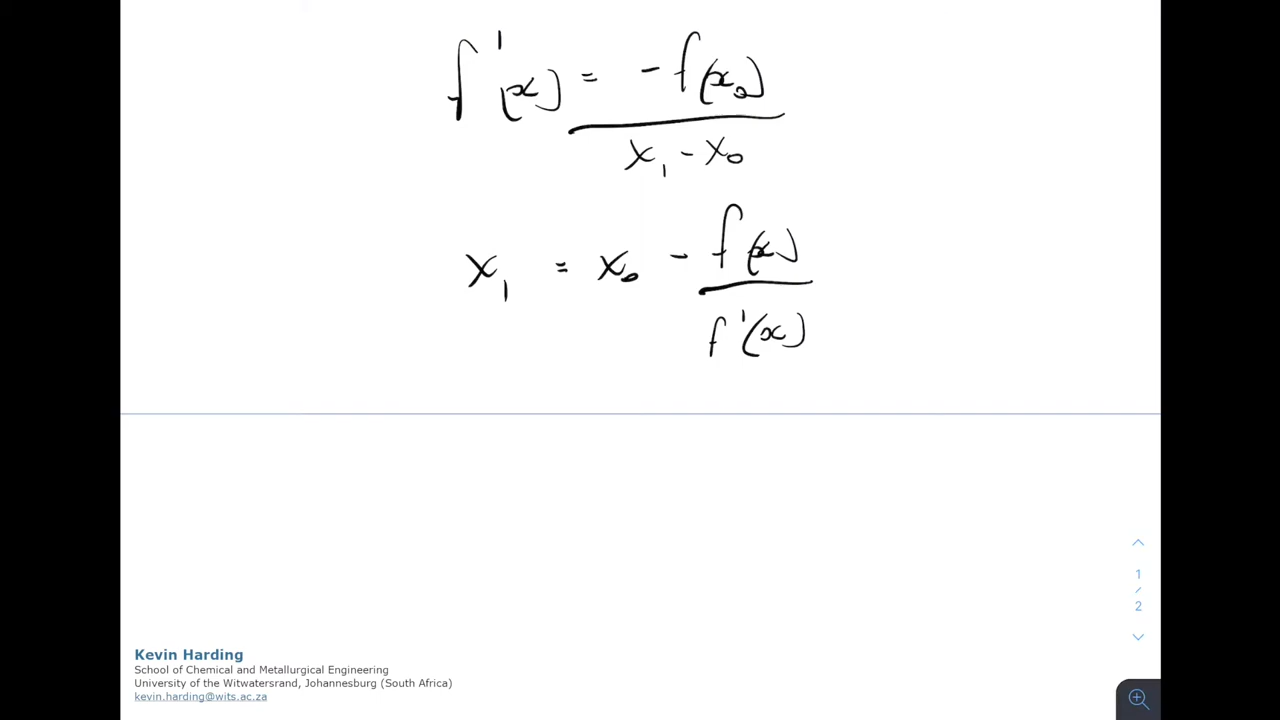 f'(x) = -f(x₀)
x₁ - x₀
x₁ = x₀ - f(x)
f'(x)
1
/
2
Kevin Harding
School of Chemical and Metallurgical Engineering
University of the Witwatersrand, Johannesburg (South Africa)
kevin.harding@wits.ac.za